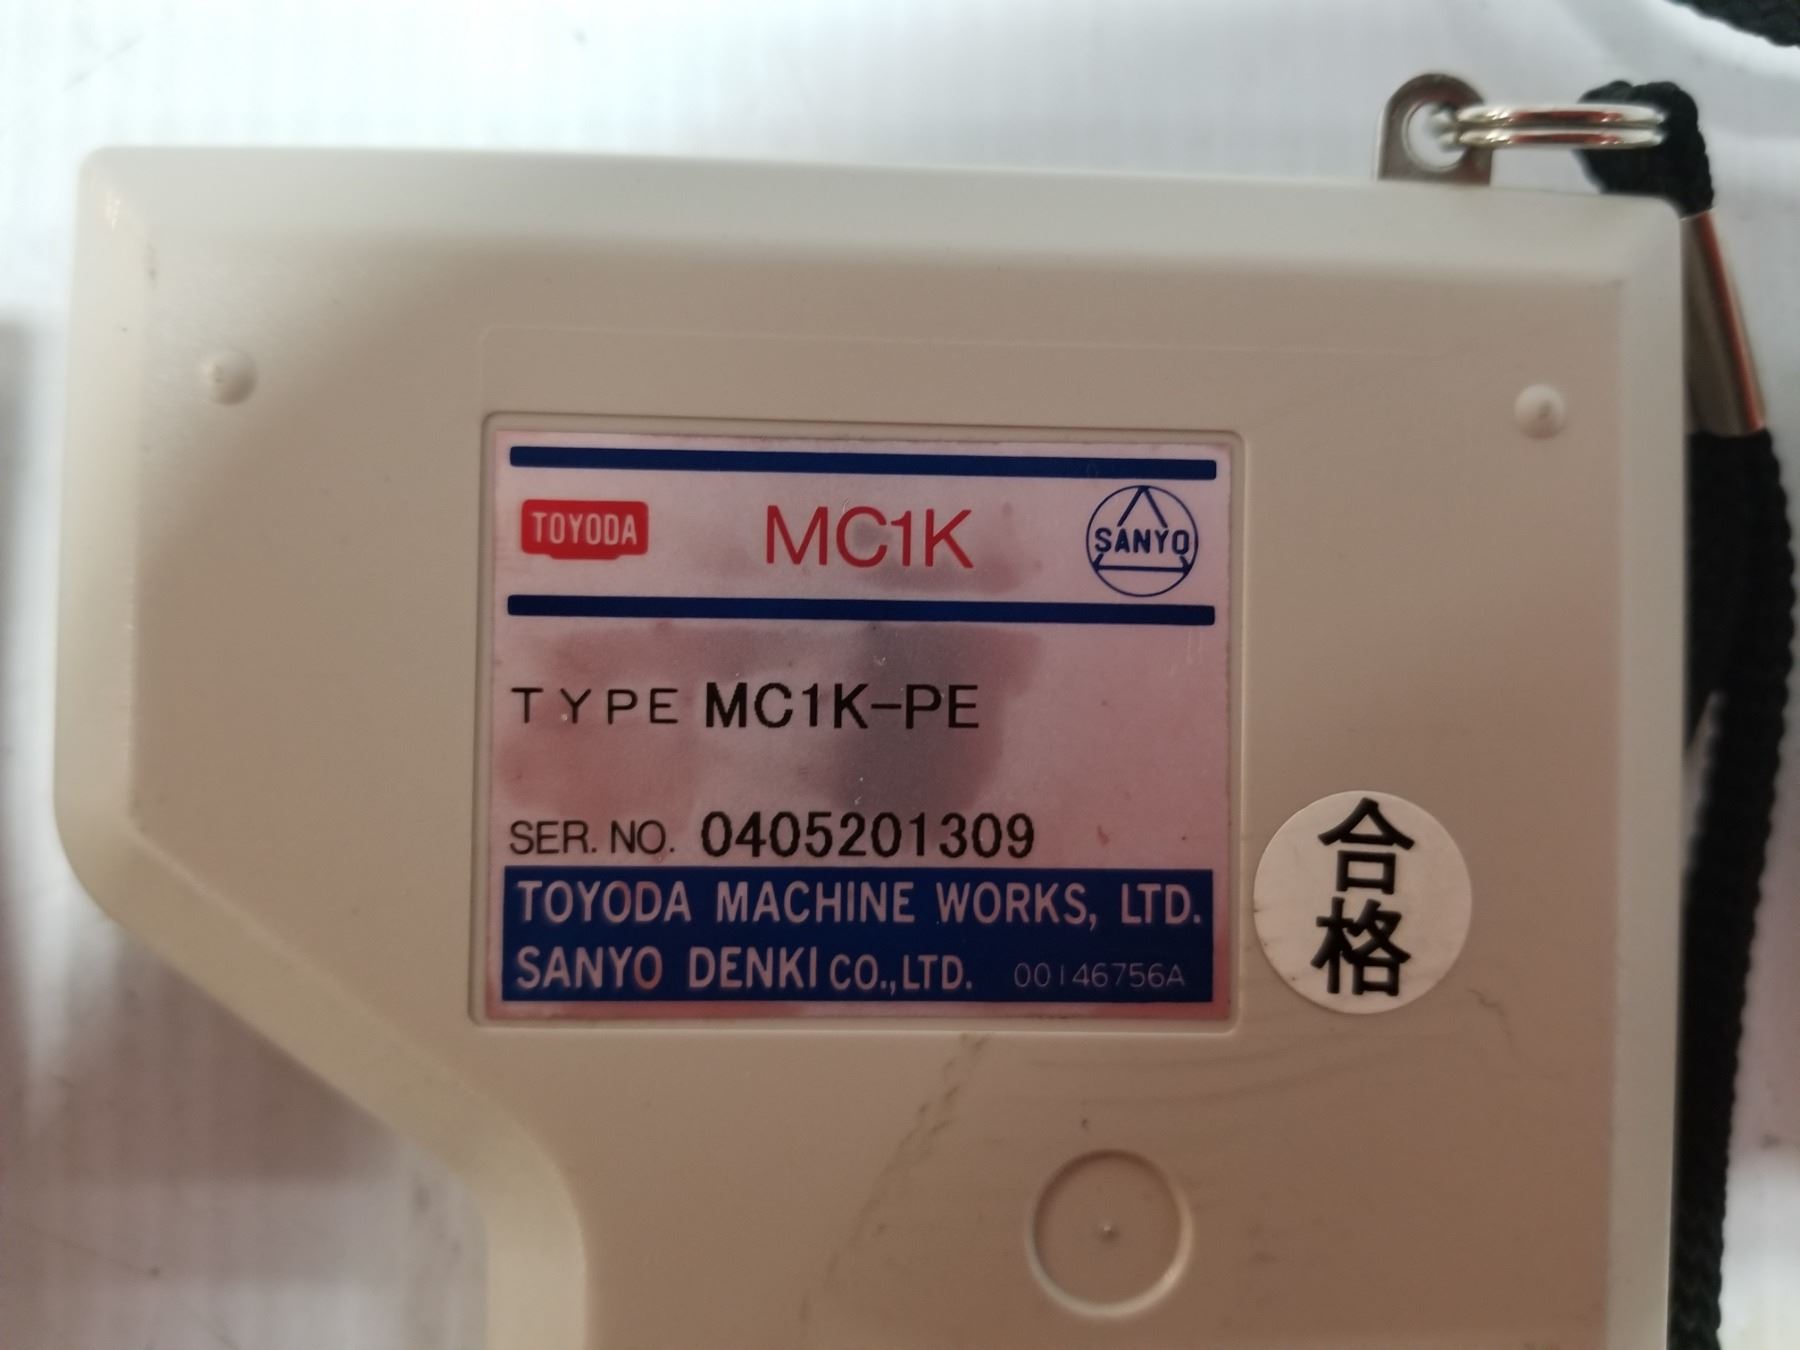 TOYODA MC1K SANYO
TYPE MC1K-PE
SER. NO. 0405201309
TOYODA MACHINE WORKS, LTD.
SANYO DENKI CO.,LTD. 00146756A
合格